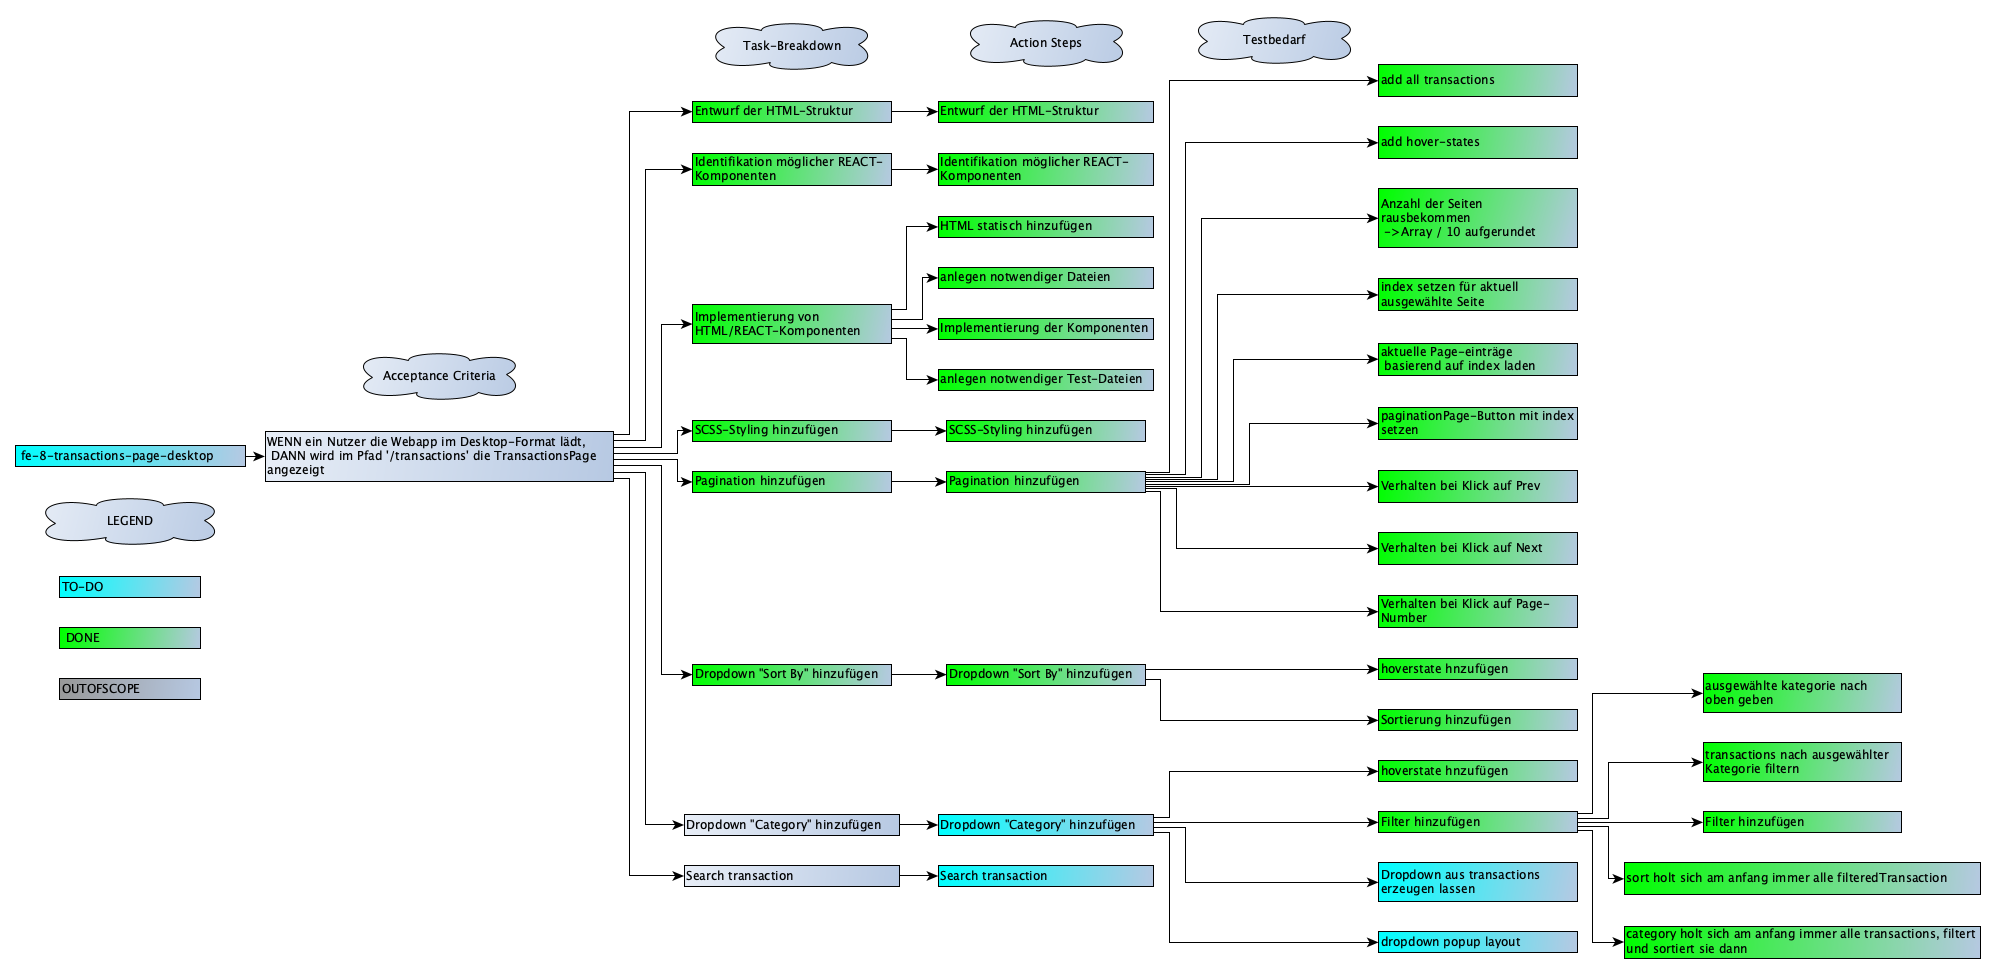 Task-Breakdown
Action Steps
Testbedarf
add all transactions
Entwurf der HTML-Struktur
Entwurf der HTML-Struktur
add hover-states
Identifikation möglicher REACT-
Komponenten
Identifikation möglicher REACT-
Komponenten
Anzahl der Seiten
rausbekommen
->Array / 10 aufgerundet
HTML statisch hinzufügen
anlegen notwendiger Dateien
index setzen für aktuell
ausgewählte Seite
Implementierung von
HTML/REACT-Komponenten
Implementierung der Komponenten
aktuelle Page-einträge
basierend auf index laden
Acceptance Criteria
anlegen notwendiger Test-Dateien
paginationPage-Button mit index
setzen
SCSS-Styling hinzufügen
SCSS-Styling hinzufügen
fe-8-transactions-page-desktop
WENN ein Nutzer die Webapp im Desktop-Format lädt,
DANN wird im Pfad '/transactions' die TransactionsPage
angezeigt
Pagination hinzufügen
Pagination hinzufügen
Verhalten bei Klick auf Prev
LEGEND
Verhalten bei Klick auf Next
TO-DO
Verhalten bei Klick auf Page-
Number
DONE
OUTOFSCOPE
Dropdown "Sort By" hinzufügen
Dropdown "Sort By" hinzufügen
hoverstate hnzufügen
ausgewählte kategorie nach
oben geben
Sortierung hinzufügen
transactions nach ausgewählter
Kategorie filtern
hoverstate hnzufügen
Dropdown "Category" hinzufügen
Dropdown "Category" hinzufügen
Filter hinzufügen
Filter hinzufügen
Search transaction
Search transaction
Dropdown aus transactions
erzeugen lassen
sort holt sich am anfang immer alle filteredTransaction
dropdown popup layout
category holt sich am anfang immer alle transactions, filtert
und sortiert sie dann